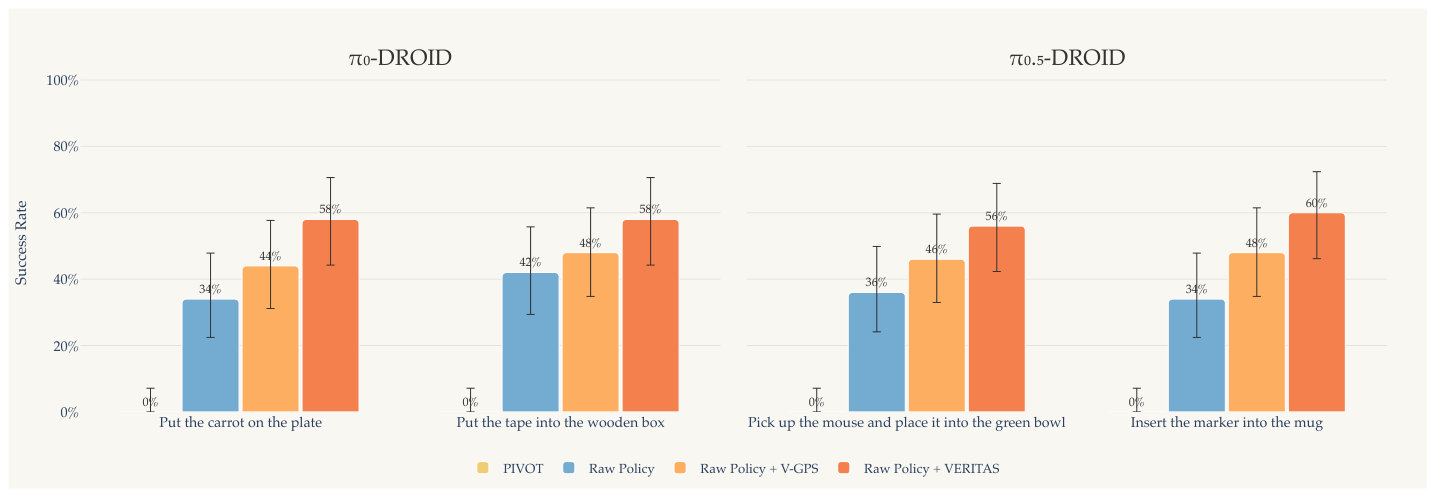 π₀-DROID
π₀.₅-DROID
Success Rate
100%
80%
60%
40%
20%
0%
0%
34%
44%
58%
0%
42%
48%
58%
0%
36%
46%
56%
0%
34%
48%
60%
Put the carrot on the plate
Put the tape into the wooden box
Pick up the mouse and place it into the green bowl
Insert the marker into the mug
PIVOT
Raw Policy
Raw Policy + V-GPS
Raw Policy + VERITAS